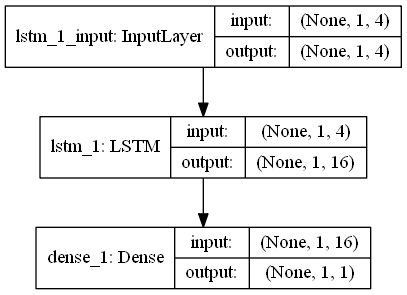 lstm_1_input: InputLayer
input: (None, 1, 4)
output: (None, 1, 4)
lstm_1: LSTM
input: (None, 1, 4)
output: (None, 1, 16)
dense_1: Dense
input: (None, 1, 16)
output: (None, 1, 1)